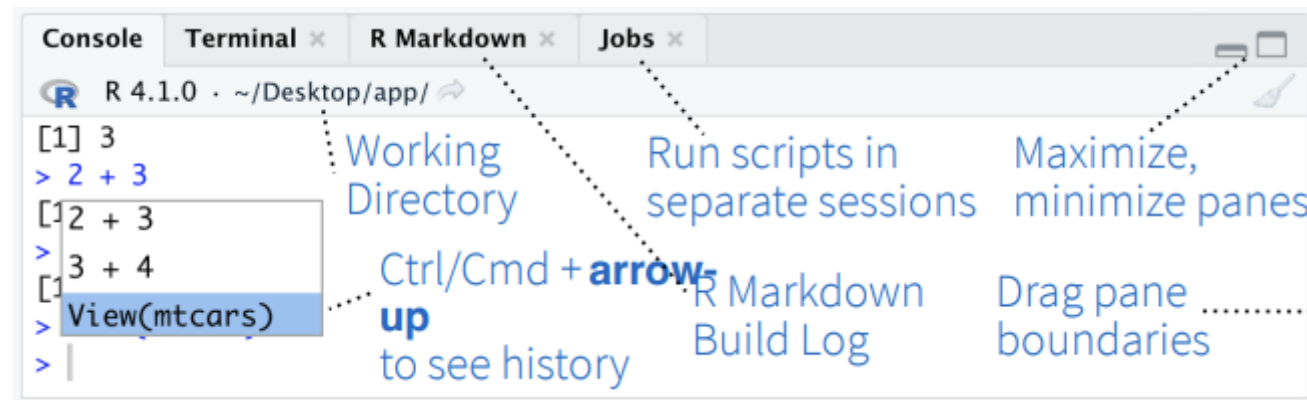 Console Terminal × R Markdown × Jobs ×
R R 4.1.0 · ~/Desktop/app/
[1] 3
> 2 + 3
[1
2 + 3
>
3 + 4
[1
View(mtcars)
>
>
Working
Directory
Run scripts in
separate sessions
Maximize,
minimize panes
Ctrl/Cmd + arrow-
up
to see history
R Markdown
Build Log
Drag pane
boundaries